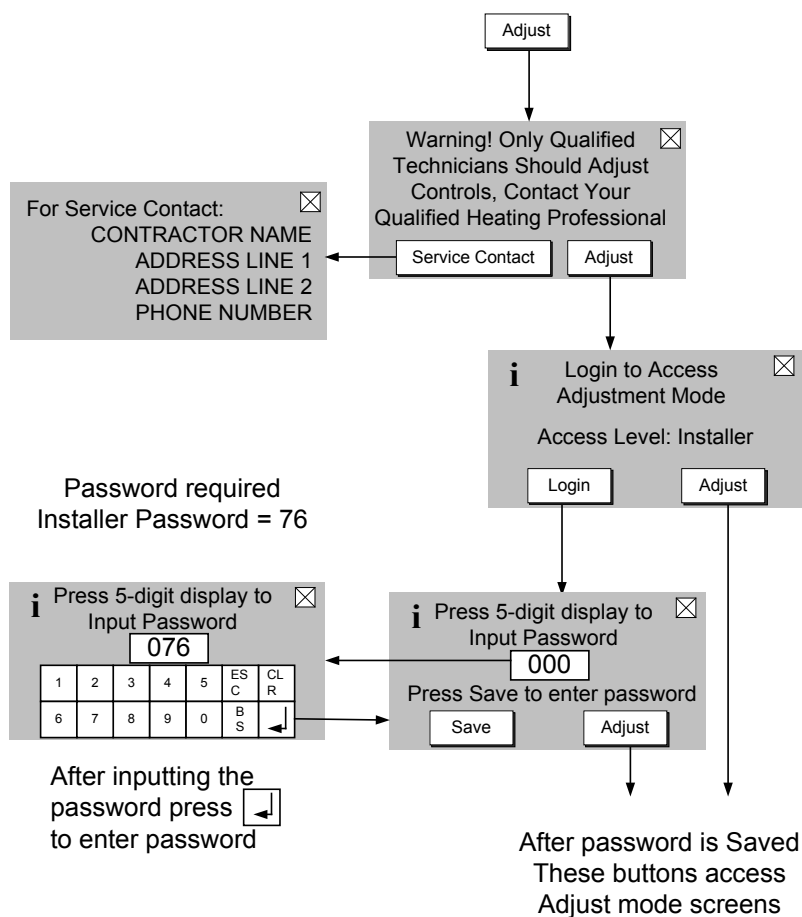 Adjust
Warning! Only Qualified
Technicians Should Adjust
Controls, Contact Your
Qualified Heating Professional
Service Contact
Adjust
For Service Contact:
CONTRACTOR NAME
ADDRESS LINE 1
ADDRESS LINE 2
PHONE NUMBER
i
Login to Access
Adjustment Mode
Access Level: Installer
Login
Adjust
Password required
Installer Password = 76
i
Press 5-digit display to
Input Password
076
1 2 3 4 5 ES
C CL
R
6 7 8 9 0 B
S
i
Press 5-digit display to
Input Password
000
Press Save to enter password
Save
Adjust
After inputting the
password press
to enter password
After password is Saved
These buttons access
Adjust mode screens